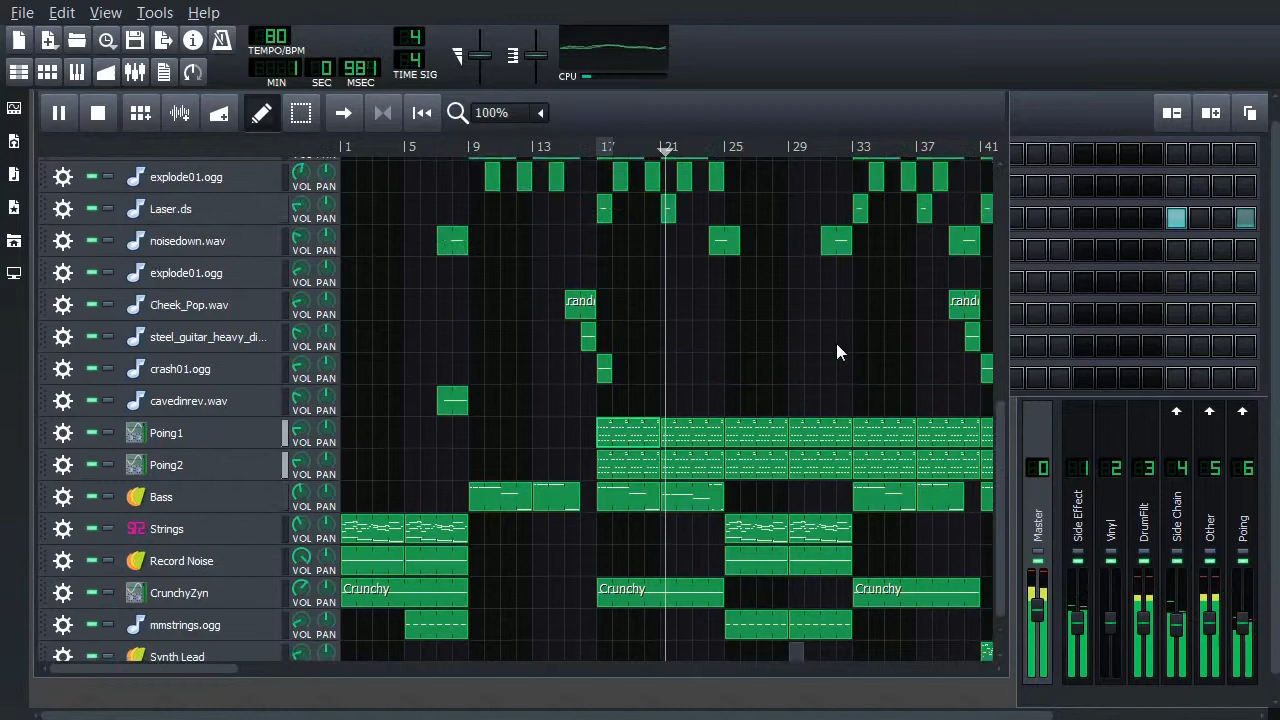 File Edit View Tools Help
80
TEMPO/BPM
1 0 981
MIN SEC MSEC
4
4
TIME SIG
CPU
100%
1 5 9 13 17 21 25 29 33 37 41
VOL PAN
explode01.ogg VOL PAN
Laser.ds VOL PAN
noisedown.wav VOL PAN
explode01.ogg VOL PAN
Cheek_Pop.wav VOL PAN
steel_guitar_heavy_di... VOL PAN
crash01.ogg VOL PAN
cavedinrev.wav VOL PAN
Poing1 VOL PAN
Poing2 VOL PAN
Bass VOL PAN
Strings VOL PAN
Record Noise VOL PAN
Crunchy Zyn VOL PAN Crunchy Crunchy Crunchy
mmstrings.ogg VOL PAN
Synth Lead
0 1 2 3 4 5 6
Master
Side Effect
Vinyl
DrumFilt
Side Chain
Other
Poing